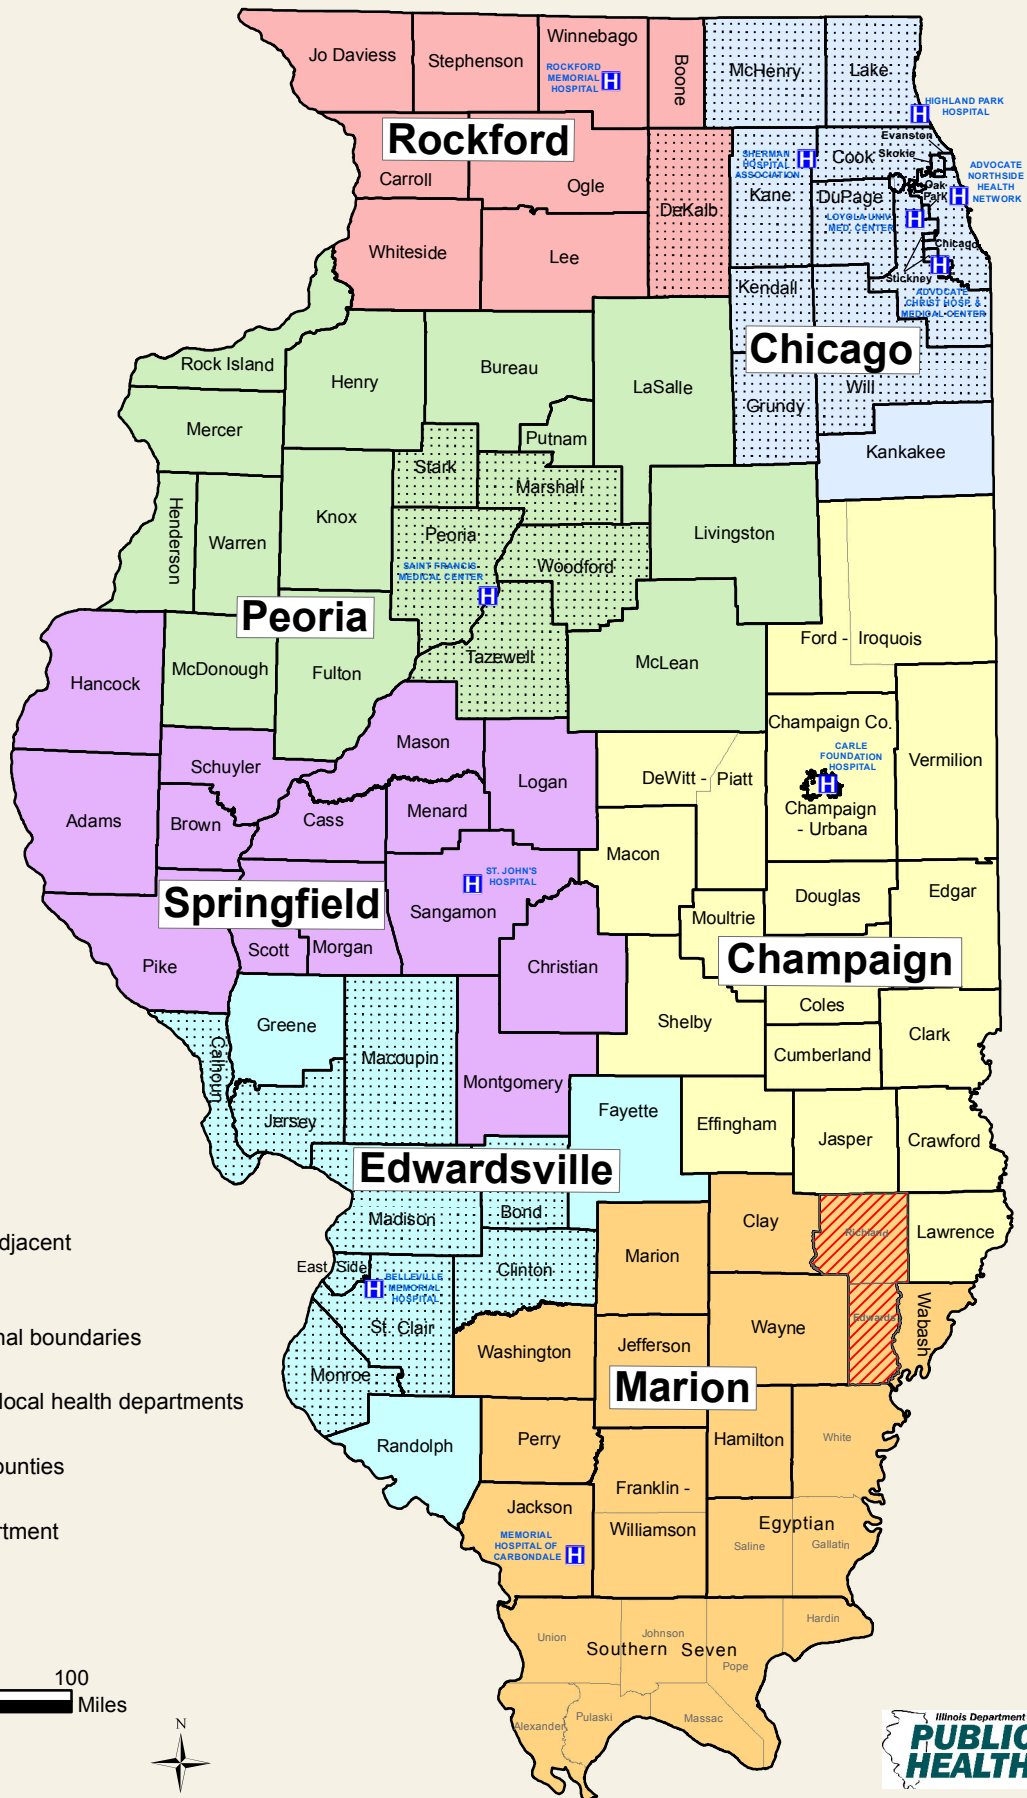 Jo Daviess
Stephenson
Winnebago
Boone
McHenry
Lake
ROCKFORD
MEMORIAL
HOSPITAL
H
HIGHLAND PARK
HOSPITAL
H
Rockford
Carroll
Ogle
DeKalb
SHERMAN
HOSPITAL
ASSOCIATION
H
Cook
Evanston
Skokie
Kane
DuPage
Oak
Park
H
ADVOCATE
NORTHSIDE
HEALTH
NETWORK
LOYOLA UNIV.
MED. CENTER
H
Chicago
H
Stickney
ADVOCATE
CHRIST HOSP. &
MEDICAL CENTER
Whiteside
Lee
Kendall
Chicago
Will
Grundy
Kankakee
Rock Island
Henry
Bureau
LaSalle
Mercer
Putnam
Stark
Marshall
Henderson
Warren
Knox
Peoria
Woodford
Livingston
SAINT FRANCIS
MEDICAL CENTER
H
Peoria
Tazewell
McLean
Ford - Iroquois
Hancock
McDonough
Fulton
Mason
Logan
Schuyler
DeWitt - Piatt
Champaign Co.
CARLE
FOUNDATION
HOSPITAL
H
Champaign
- Urbana
Vermilion
Adams
Brown
Cass
Menard
Macon
Springfield
ST. JOHN'S
HOSPITAL
H
Sangamon
Douglas
Edgar
Moultrie
Champaign
Pike
Scott
Morgan
Christian
Coles
Shelby
Clark
Cumberland
Greene
Calhoun
Macoupin
Montgomery
Jersey
Fayette
Effingham
Jasper
Crawford
Edwardsville
Madison
Bond
Clay
Richland
Lawrence
Marion
East Side
Clinton
BELLEVILLE
MEMORIAL
HOSPITAL
H
St. Clair
Edwards
Wabash
Wayne
Washington
Jefferson
Monroe
Marion
Randolph
Perry
Hamilton
White
Franklin -
Williamson
Jackson
MEMORIAL
HOSPITAL OF
CARBONDALE
H
Egyptian
Saline
Gallatin
Union
Johnson
Hardin
Southern Seven
Pope
Alexander
Pulaski
Massac
djacent
nal boundaries
local health departments
ounties
rtment
100
Miles
N
Illinois Department
PUBLIC
HEALTH